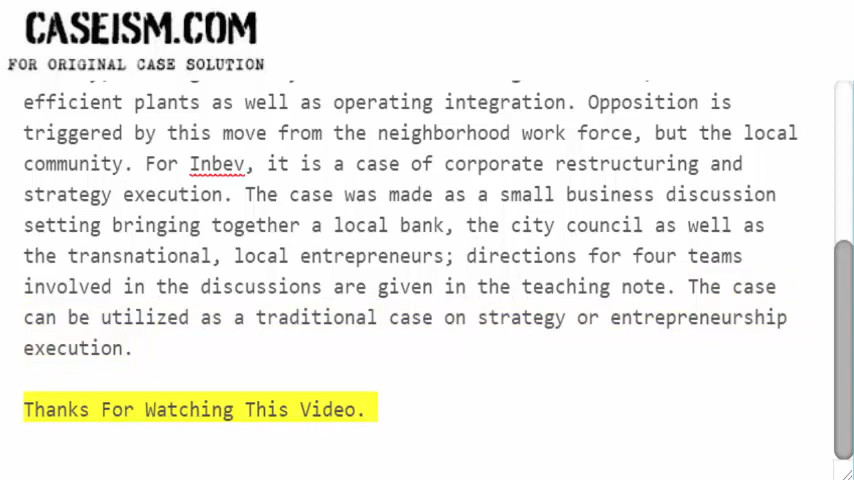 CASEISM.COM
FOR ORIGINAL CASE SOLUTION
efficient plants as well as operating integration. Opposition is
triggered by this move from the neighborhood work force, but the local
community. For Inbev, it is a case of corporate restructuring and
strategy execution. The case was made as a small business discussion
setting bringing together a local bank, the city council as well as
the transnational, local entrepreneurs; directions for four teams
involved in the discussions are given in the teaching note. The case
can be utilized as a traditional case on strategy or entrepreneurship
execution.
Thanks For Watching This Video.